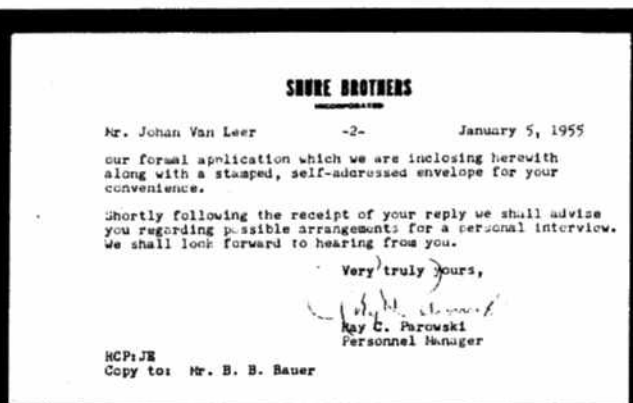 SHURE BROTHERS
INCORPORATED
Mr. Johan Van Leer -2- January 5, 1955
our formal application which we are inclosing herewith
along with a stamped, self-addressed envelope for your
convenience.
Shortly following the receipt of your reply we shall advise
you regarding possible arrangements for a personal interview.
We shall look forward to hearing from you.
Very truly yours,
Ray C. Parowski
Personnel Manager
RCP:JE
Copy to: Mr. B. B. Bauer